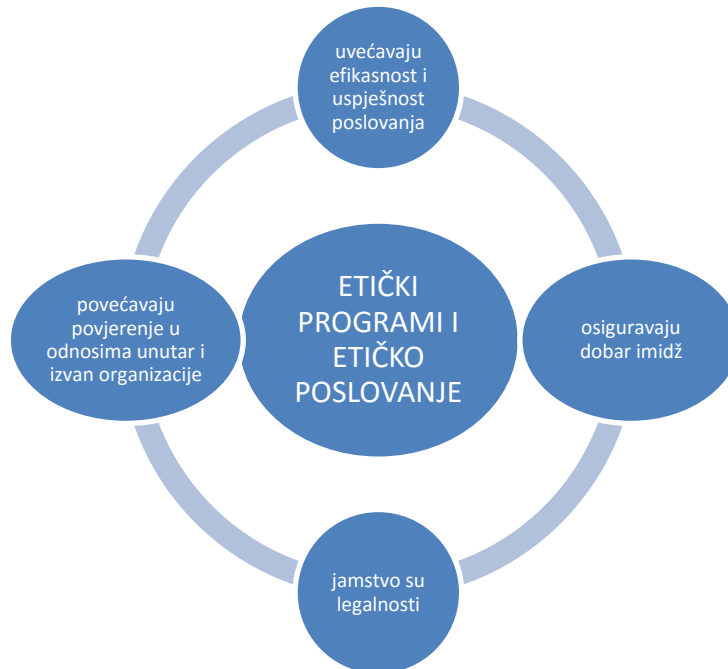 uvećavaju
efikasnost i
uspješnost
poslovanja
povećavaju
povjerenje u
odnosima unutar i
izvan organizacije
ETIČKI
PROGRAMI I
ETIČKO
POSLOVANJE
osiguravaju
dobar imidž
jamstvo su
legalnosti